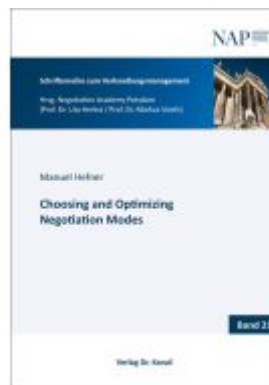 NAP
Schriftenreihe zum Verhandlungsmanagement
Hrsg. Negotiation Academy Potsdam
(Prof. Dr. Uta Herbst / Prof. Dr. Markus Voeth)
Manuel Hefner
Choosing and Optimizing
Negotiation Modes
Band 2
Verlag Dr. Kovač